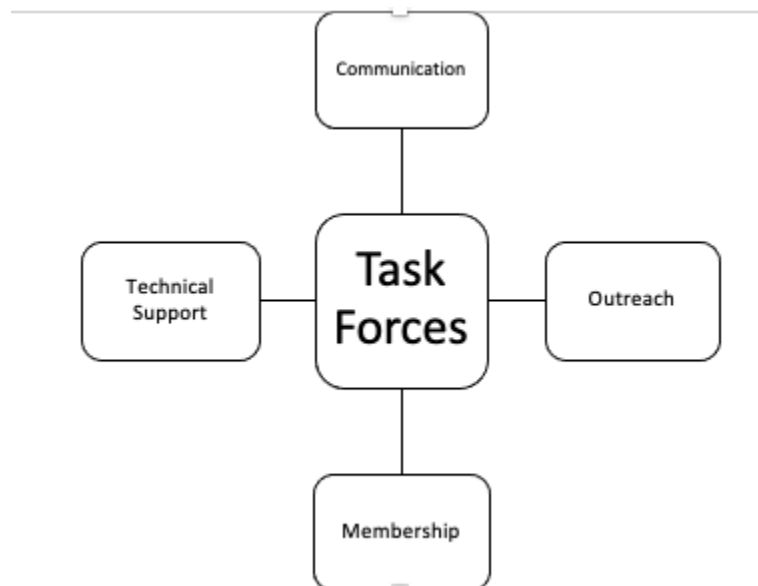 Communication
Technical
Support
Task
Forces
Outreach
Membership